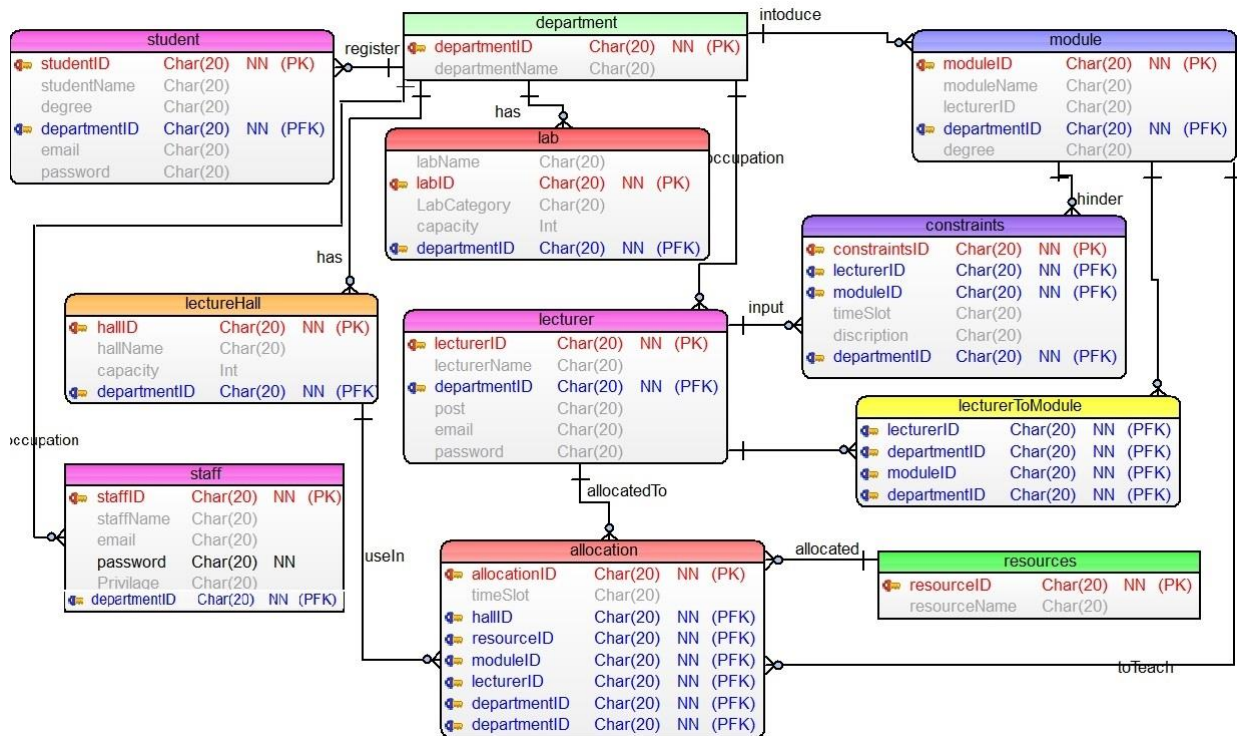 department
departmentID Char(20) NN (PK)
departmentName Char(20)
intoduce
student
studentID Char(20) NN (PK)
studentName Char(20)
degree Char(20)
departmentID Char(20) NN (PFK)
email Char(20)
password Char(20)
register
module
moduleID Char(20) NN (PK)
moduleName Char(20)
lecturerID Char(20)
departmentID Char(20) NN (PFK)
degree Char(20)
has
lab
labName Char(20)
labID Char(20) NN (PK)
LabCategory Char(20)
capacity Int
departmentID Char(20) NN (PFK)
occupation
hinder
constraints
constraintsID Char(20) NN (PK)
lecturerID Char(20) NN (PFK)
moduleID Char(20) NN (PFK)
timeSlot Char(20)
discription Char(20)
departmentID Char(20) NN (PFK)
has
lectureHall
hallID Char(20) NN (PK)
hallName Char(20)
capacity Int
departmentID Char(20) NN (PFK)
lecturer
lecturerID Char(20) NN (PK)
lecturerName Char(20)
departmentID Char(20) NN (PFK)
post Char(20)
email Char(20)
password Char(20)
input
lecturerToModule
lecturerID Char(20) NN (PFK)
departmentID Char(20) NN (PFK)
moduleID Char(20) NN (PFK)
departmentID Char(20) NN (PFK)
occupation
staff
staffID Char(20) NN (PK)
staffName Char(20)
email Char(20)
password Char(20) NN
Privilage Char(20)
departmentID Char(20) NN (PFK)
useIn
allocatedTo
allocation
allocationID Char(20) NN (PK)
timeSlot Char(20)
hallID Char(20) NN (PFK)
resourceID Char(20) NN (PFK)
moduleID Char(20) NN (PFK)
lecturerID Char(20) NN (PFK)
departmentID Char(20) NN (PFK)
departmentID Char(20) NN (PFK)
allocated
resources
resourceID Char(20) NN (PK)
resourceName Char(20)
toTeach